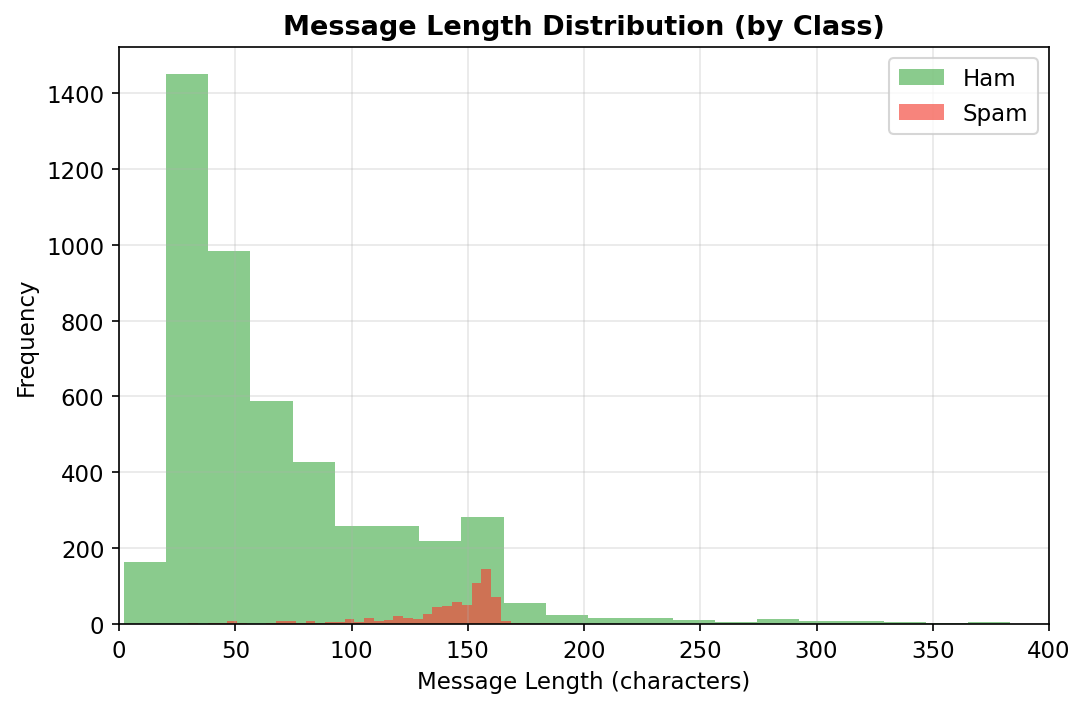 Message Length Distribution (by Class)
Ham
Spam
Frequency
1400
1200
1000
800
600
400
200
0
0 50 100 150 200 250 300 350 400
Message Length (characters)